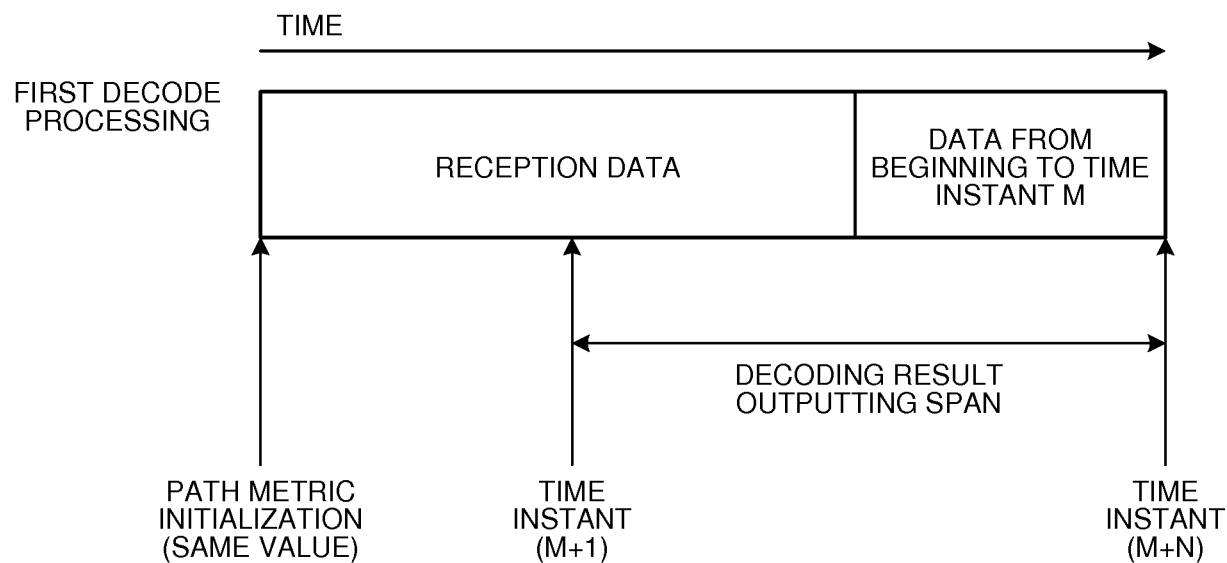 TIME
FIRST DECODE
PROCESSING
RECEPTION DATA
DATA FROM
BEGINNING TO TIME
INSTANT M
DECODING RESULT
OUTPUTTING SPAN
PATH METRIC
INITIALIZATION
(SAME VALUE)
TIME
INSTANT
(M+1)
TIME
INSTANT
(M+N)